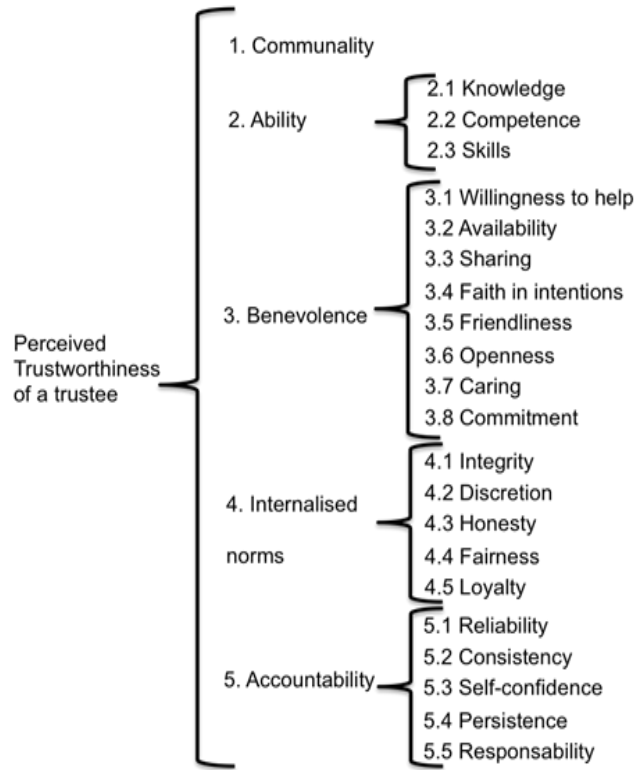 Perceived
Trustworthiness
of a trustee
1. Communality
2. Ability
2.1 Knowledge
2.2 Competence
2.3 Skills
3. Benevolence
3.1 Willingness to help
3.2 Availability
3.3 Sharing
3.4 Faith in intentions
3.5 Friendliness
3.6 Openness
3.7 Caring
3.8 Commitment
4. Internalised
norms
4.1 Integrity
4.2 Discretion
4.3 Honesty
4.4 Fairness
4.5 Loyalty
5. Accountability
5.1 Reliability
5.2 Consistency
5.3 Self-confidence
5.4 Persistence
5.5 Responsability